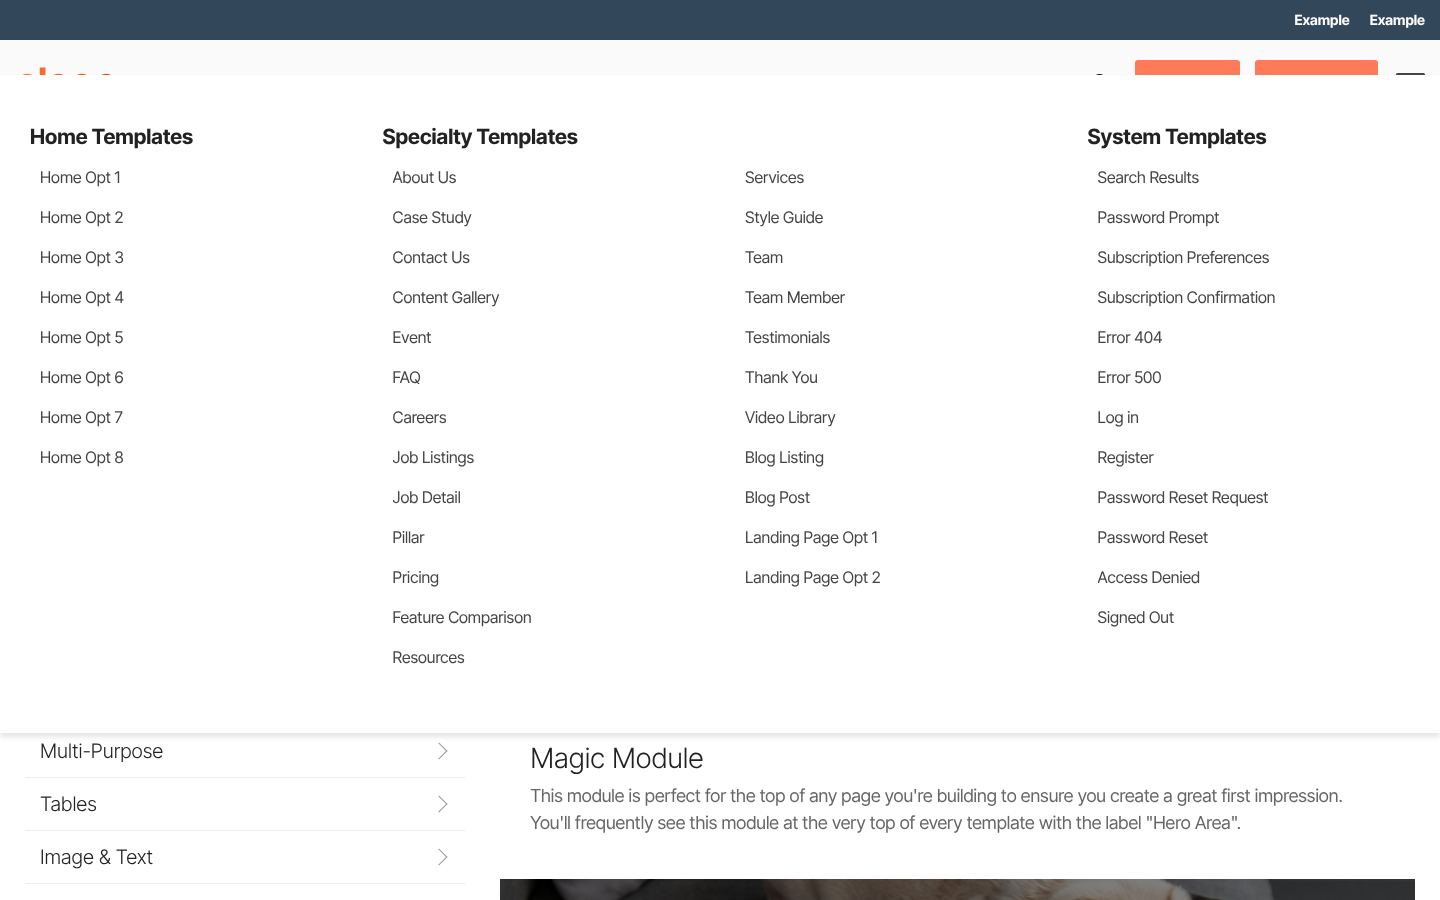 Example Example
Home Templates
Home Opt 1
Home Opt 2
Home Opt 3
Home Opt 4
Home Opt 5
Home Opt 6
Home Opt 7
Home Opt 8
Specialty Templates
About Us
Case Study
Contact Us
Content Gallery
Event
FAQ
Careers
Job Listings
Job Detail
Pillar
Pricing
Feature Comparison
Resources
Services
Style Guide
Team
Team Member
Testimonials
Thank You
Video Library
Blog Listing
Blog Post
Landing Page Opt 1
Landing Page Opt 2
System Templates
Search Results
Password Prompt
Subscription Preferences
Subscription Confirmation
Error 404
Error 500
Log in
Register
Password Reset Request
Password Reset
Access Denied
Signed Out
Multi-Purpose
Tables
Image & Text
Magic Module
This module is perfect for the top of any page you're building to ensure you create a great first impression.
You'll frequently see this module at the very top of every template with the label "Hero Area".